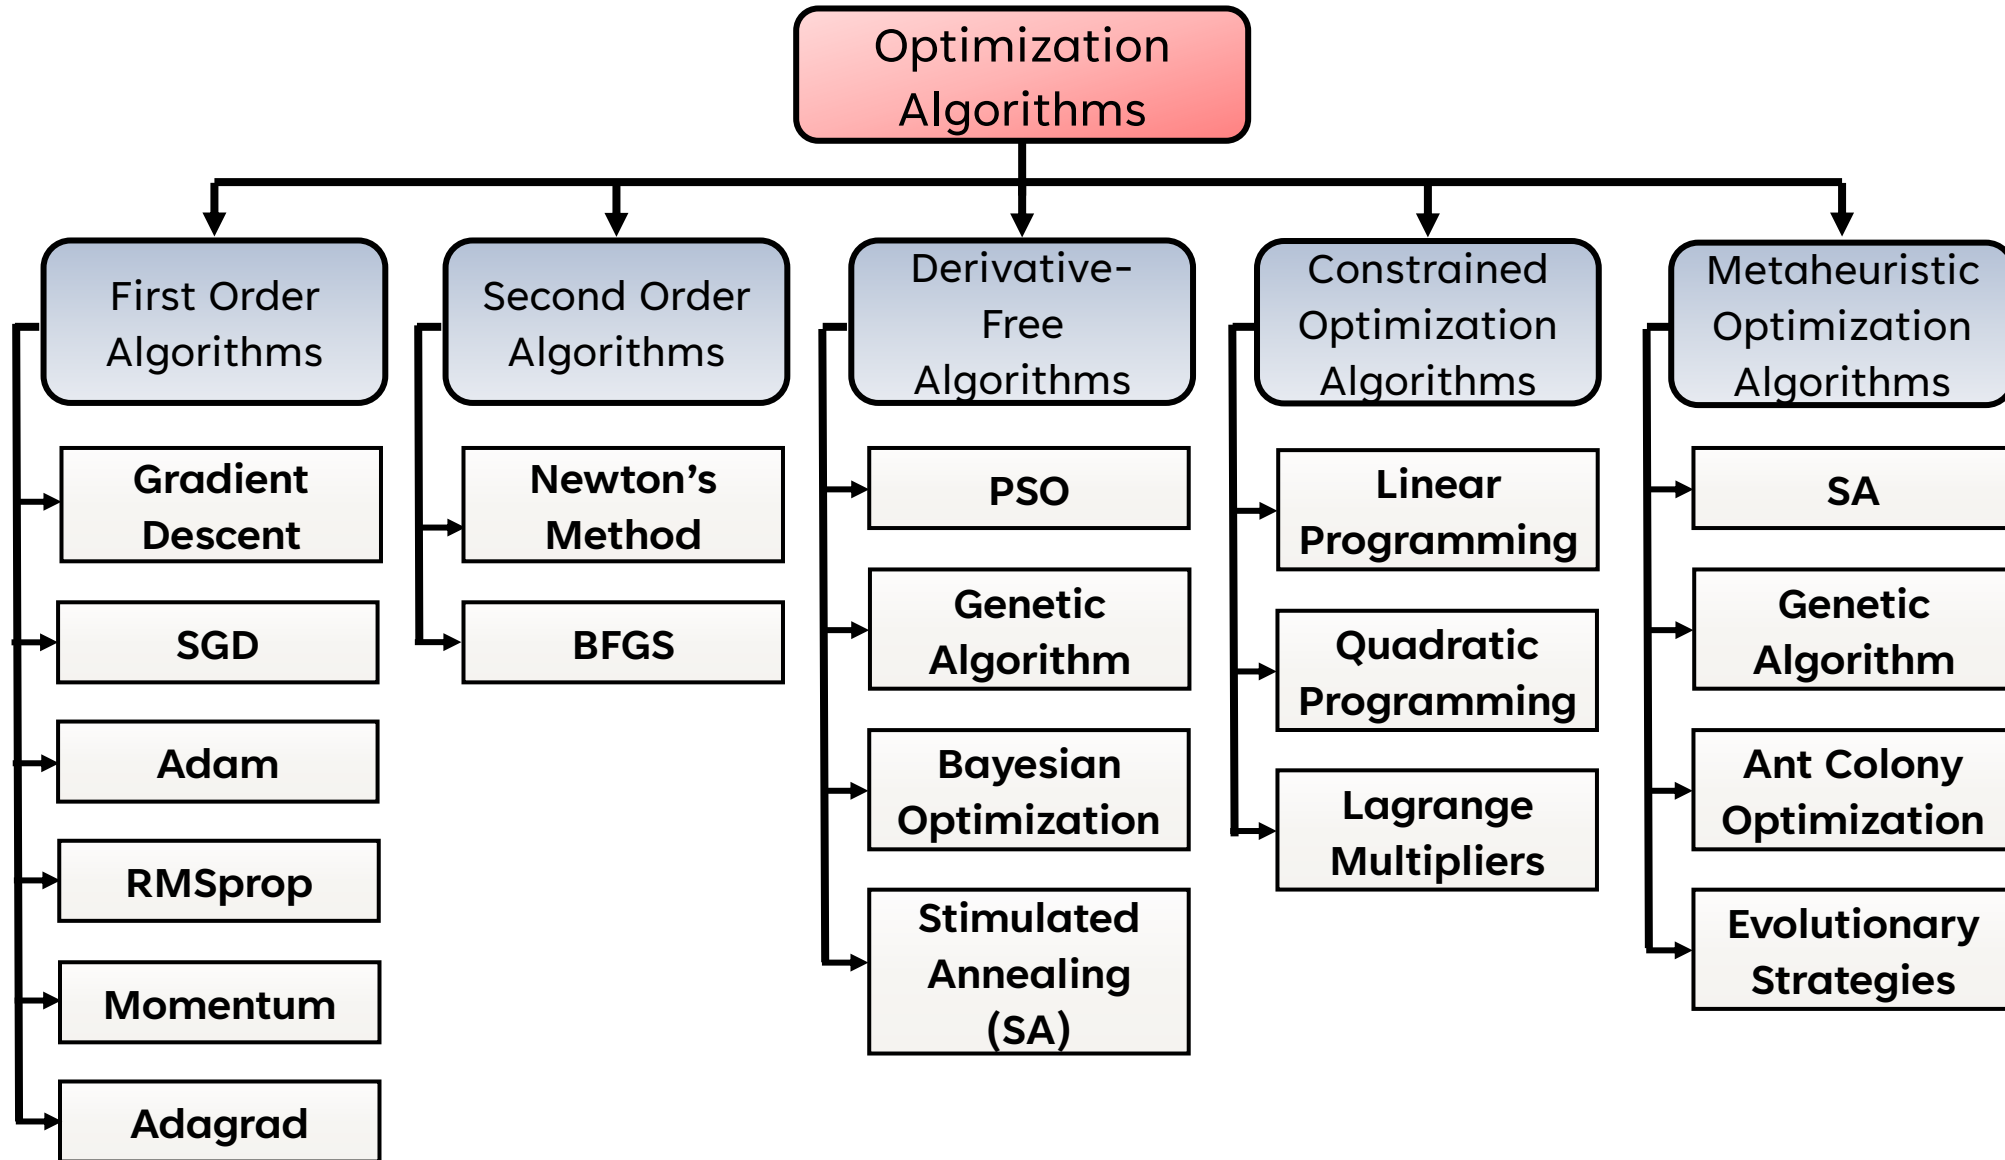 Optimization
Algorithms
First Order
Algorithms
Second Order
Algorithms
Derivative-
Free
Algorithms
Constrained
Optimization
Algorithms
Metaheuristic
Optimization
Algorithms
Gradient
Descent
SGD
Adam
RMSprop
Momentum
Adagrad
Newton’s
Method
BFGS
PSO
Genetic
Algorithm
Bayesian
Optimization
Stimulated
Annealing
(SA)
Linear
Programming
Quadratic
Programming
Lagrange
Multipliers
SA
Genetic
Algorithm
Ant Colony
Optimization
Evolutionary
Strategies